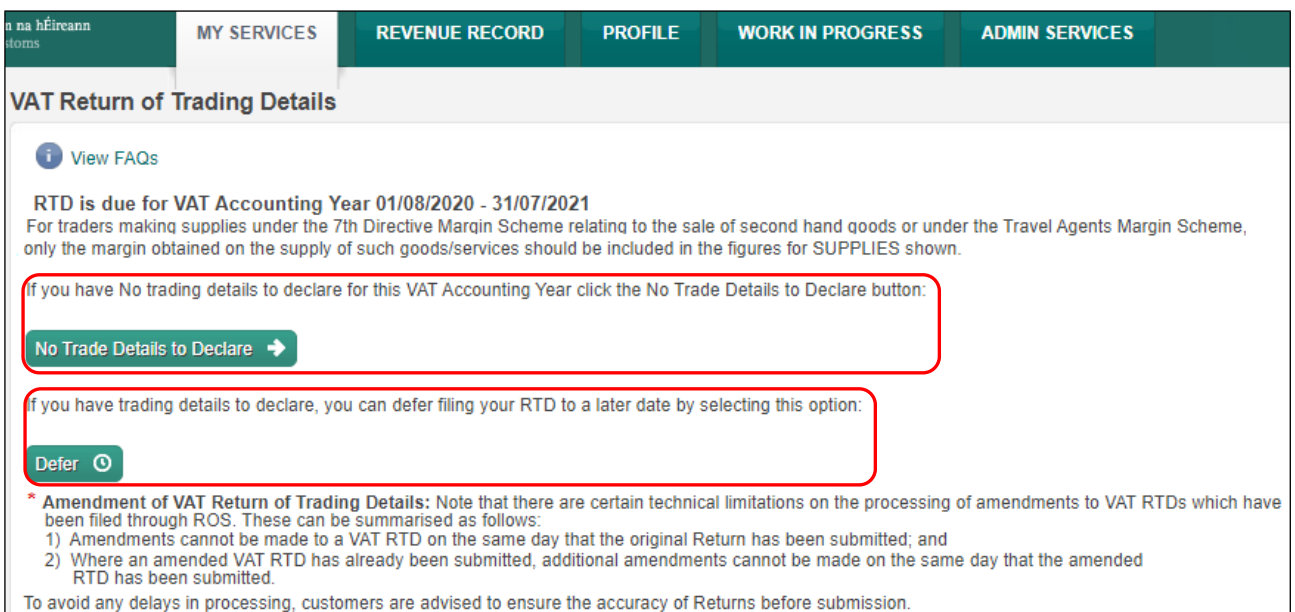 n na hÉireann
stoms
MY SERVICES
REVENUE RECORD
PROFILE
WORK IN PROGRESS
ADMIN SERVICES
VAT Return of Trading Details
i View FAQs
RTD is due for VAT Accounting Year 01/08/2020 - 31/07/2021
For traders making supplies under the 7th Directive Margin Scheme relating to the sale of second hand goods or under the Travel Agents Margin Scheme,
only the margin obtained on the supply of such goods/services should be included in the figures for SUPPLIES shown.
If you have No trading details to declare for this VAT Accounting Year click the No Trade Details to Declare button:
No Trade Details to Declare
If you have trading details to declare, you can defer filing your RTD to a later date by selecting this option:
Defer
* Amendment of VAT Return of Trading Details: Note that there are certain technical limitations on the processing of amendments to VAT RTDs which have
been filed through ROS. These can be summarised as follows:
1) Amendments cannot be made to a VAT RTD on the same day that the original Return has been submitted; and
2) Where an amended VAT RTD has already been submitted, additional amendments cannot be made on the same day that the amended
RTD has been submitted.
To avoid any delays in processing, customers are advised to ensure the accuracy of Returns before submission.